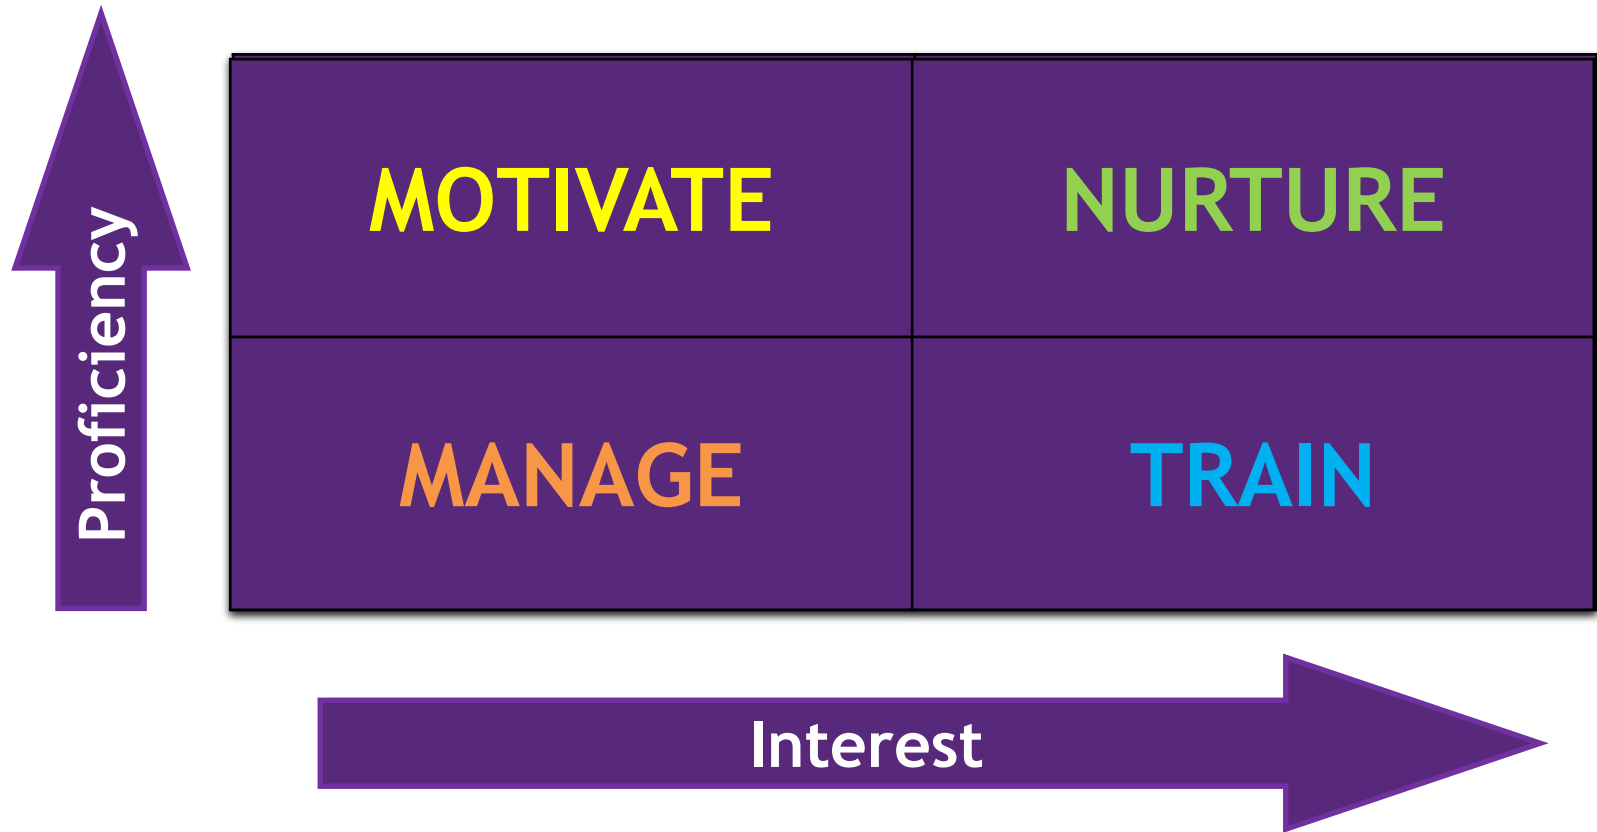 MOTIVATE
NURTURE
Proficiency
MANAGE
TRAIN
Interest